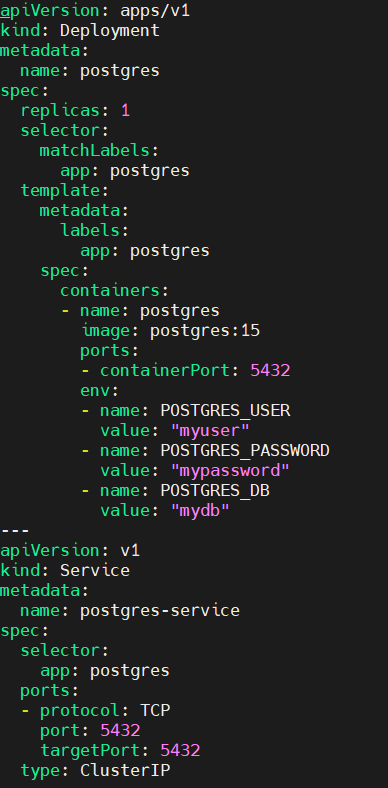 apiVersion: apps/v1
kind: Deployment
metadata:
  name: postgres
spec:
  replicas: 1
  selector:
    matchLabels:
      app: postgres
  template:
    metadata:
      labels:
        app: postgres
    spec:
      containers:
      - name: postgres
        image: postgres:15
        ports:
        - containerPort: 5432
        env:
        - name: POSTGRES_USER
          value: "myuser"
        - name: POSTGRES_PASSWORD
          value: "mypassword"
        - name: POSTGRES_DB
          value: "mydb"
---
apiVersion: v1
kind: Service
metadata:
  name: postgres-service
spec:
  selector:
    app: postgres
  ports:
  - protocol: TCP
    port: 5432
    targetPort: 5432
  type: ClusterIP